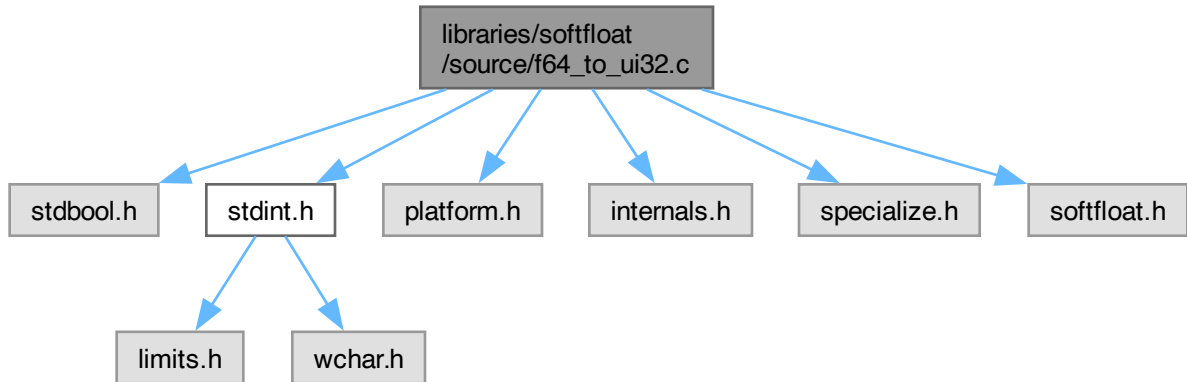 libraries/softfloat
/source/f64_to_ui32.c
stdbool.h
stdint.h
platform.h
internals.h
specialize.h
softfloat.h
limits.h
wchar.h